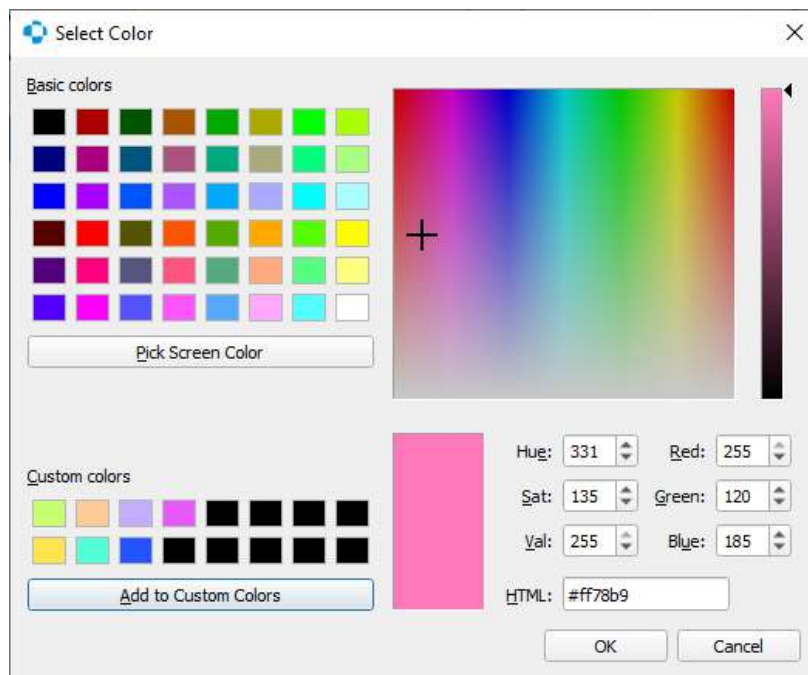 Select Color
Basic colors
Pick Screen Color
Custom colors
Add to Custom Colors
Hue: 331 Red: 255
Sat: 135 Green: 120
Val: 255 Blue: 185
HTML: #ff78b9
OK Cancel